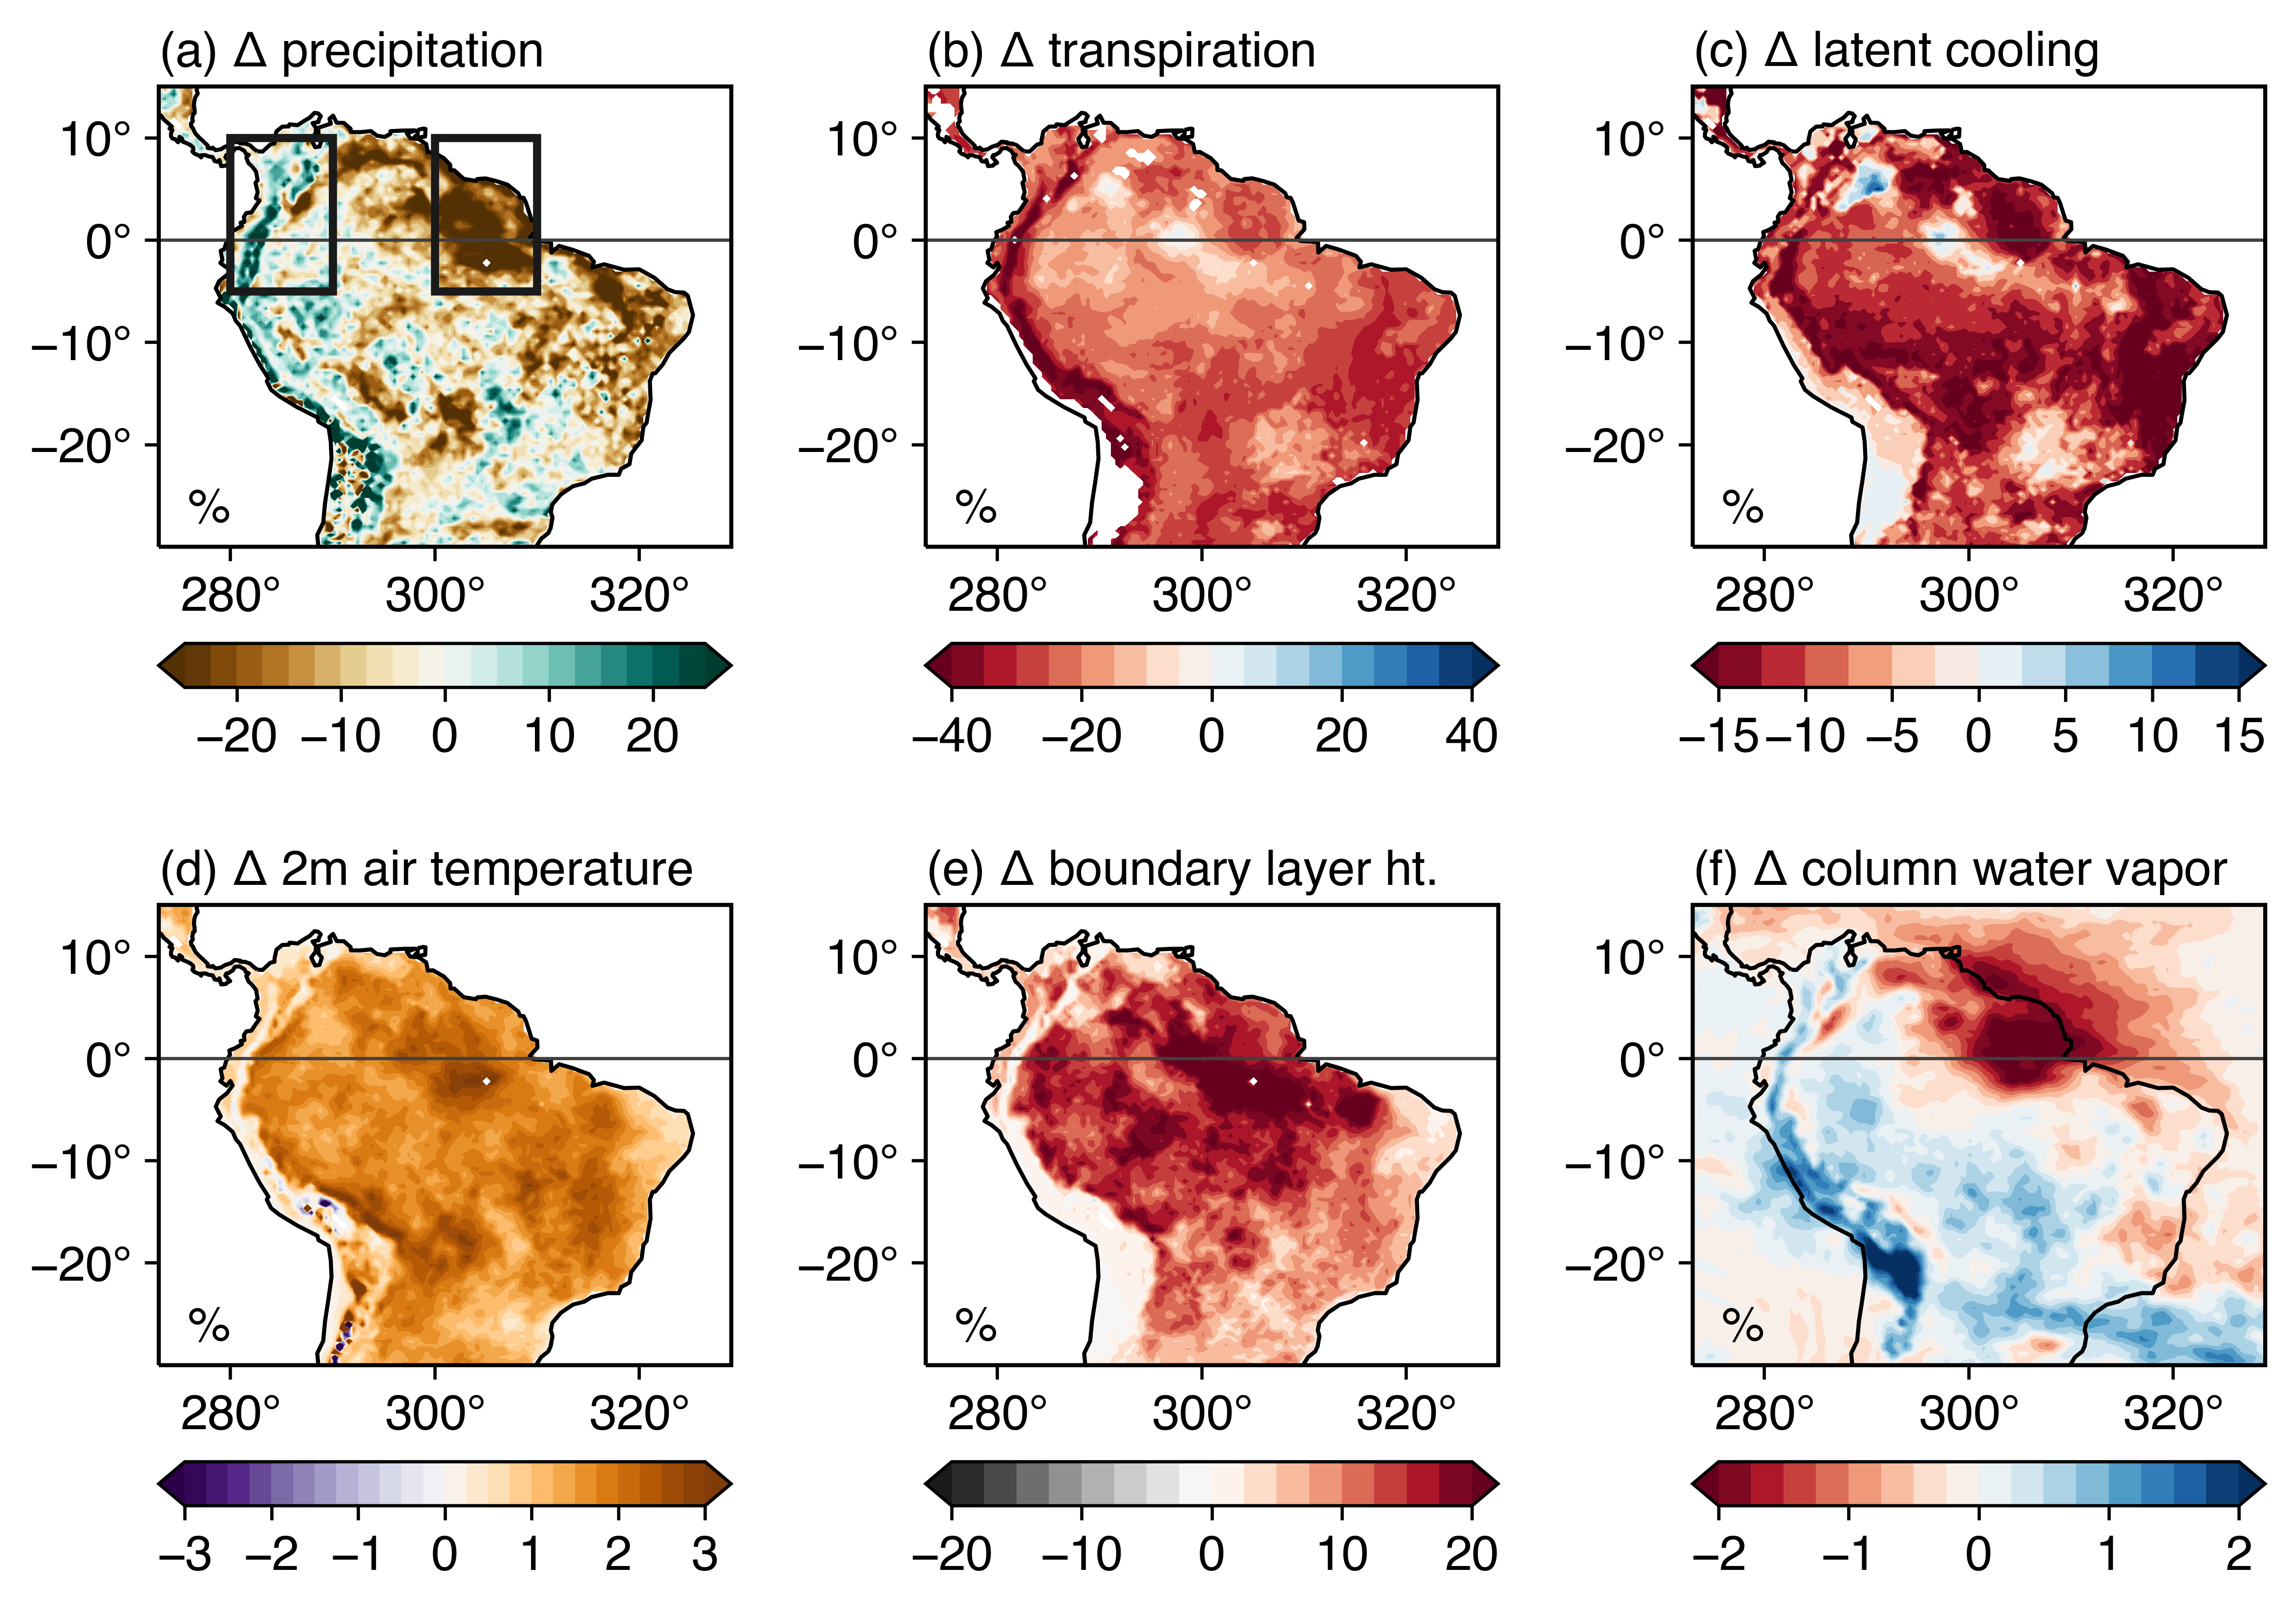 (a) Δ precipitation
(b) Δ transpiration
(c) Δ latent cooling
10°
0°
−10°
−20°
%
280° 300° 320°
−20 −10 0 10 20
10°
0°
−10°
−20°
%
280° 300° 320°
−40 −20 0 20 40
10°
0°
−10°
−20°
%
280° 300° 320°
−15 −10 −5 0 5 10 15
(d) Δ 2m air temperature
(e) Δ boundary layer ht.
(f) Δ column water vapor
10°
0°
−10°
−20°
%
280° 300° 320°
−3 −2 −1 0 1 2 3
10°
0°
−10°
−20°
%
280° 300° 320°
−20 −10 0 10 20
10°
0°
−10°
−20°
%
280° 300° 320°
−2 −1 0 1 2